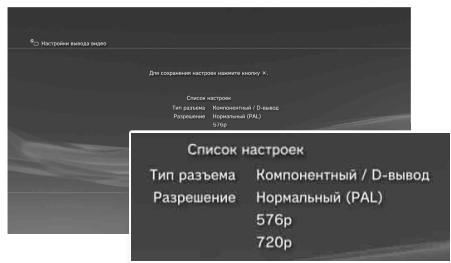 Настройки вывода видео
Для сохранения настроек нажмите кнопку ✕.
Список настроек
Тип разъема Компонентный / D-вывод
Разрешение Нормальный (PAL)
576p
Список настроек
Тип разъема Компонентный / D-вывод
Разрешение Нормальный (PAL)
576p
720p